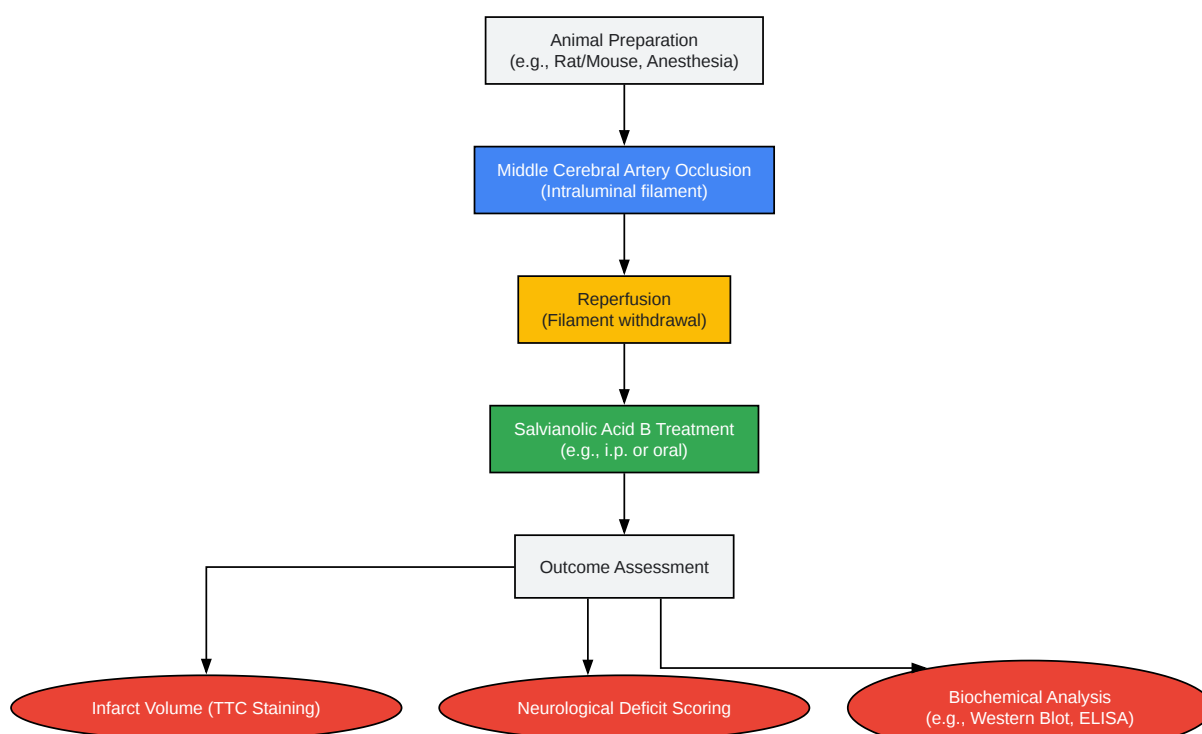 Animal Preparation
(e.g., Rat/Mouse, Anesthesia)
Middle Cerebral Artery Occlusion
(Intraluminal filament)
Reperfusion
(Filament withdrawal)
Salvianolic Acid B Treatment
(e.g., i.p. or oral)
Outcome Assessment
Infarct Volume (TTC Staining)
Neurological Deficit Scoring
Biochemical Analysis
(e.g., Western Blot, ELISA)